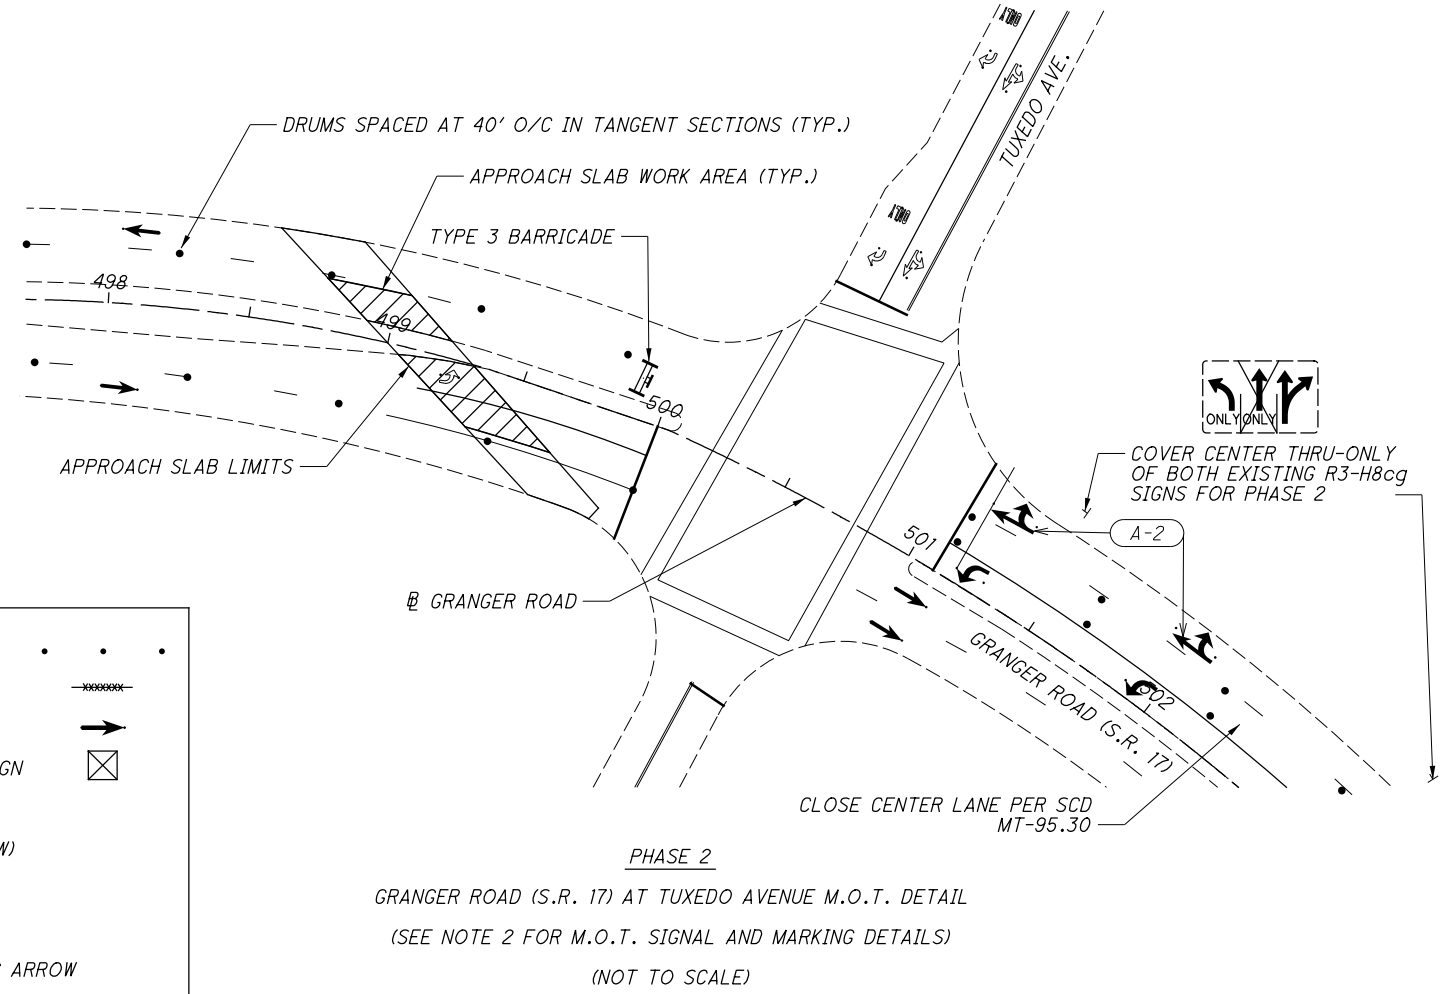 DRUMS SPACED AT 40' O/C IN TANGENT SECTIONS (TYP.)
APPROACH SLAB WORK AREA (TYP.)
TYPE 3 BARRICADE
TUXEDO AVE.
498
499
500
APPROACH SLAB LIMITS
ONLY ONLY
COVER CENTER THRU-ONLY
OF BOTH EXISTING R3-H8cg
SIGNS FOR PHASE 2
A-2
501
GRANGER ROAD
GRANGER ROAD (S.R. 17)
502
XXXXXXX
GN
W)
CLOSE CENTER LANE PER SCD
MT-95.30
PHASE 2
GRANGER ROAD (S.R. 17) AT TUXEDO AVENUE M.O.T. DETAIL
(SEE NOTE 2 FOR M.O.T. SIGNAL AND MARKING DETAILS)
ARROW
(NOT TO SCALE)